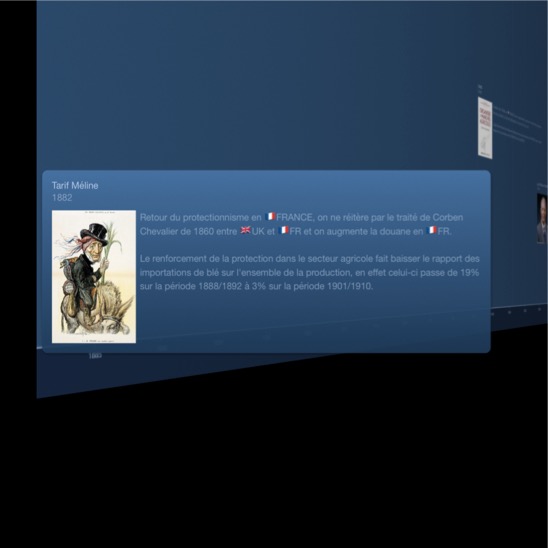 Tarif Méline
1882
Retour du protectionnisme en 🇫🇷FRANCE, on ne réitère par le traité de Corben
Chevalier de 1860 entre 🇬🇧UK et 🇫🇷FR et on augmente la douane en 🇫🇷FR.
Le renforcement de la protection dans le secteur agricole fait baisser le rapport des
importations de blé sur l'ensemble de la production, en effet celui-ci passe de 19%
sur la période 1888/1892 à 3% sur la période 1901/1910.